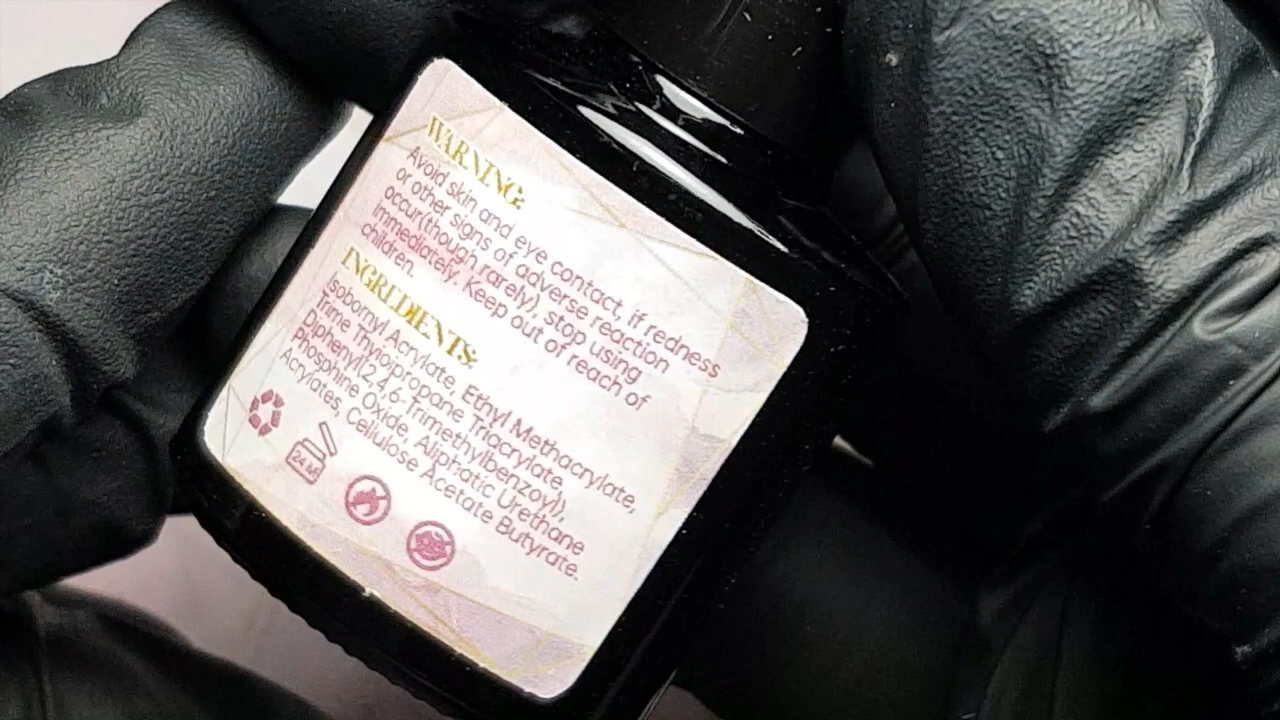 WARNING:
Avoid skin and eye contact, if redness
or other signs of adverse reaction
occur(though rarely), stop using
immediately. Keep out of reach of
children.
INGREDIENTS:
Isobornyl Acrylate, Ethyl Methacrylate,
Trime Thyioipropane Triacrylate,
Diphenyl(2,4,6-Trimethylbenzoyl),
Phosphine Oxide, Aliphatic Urethane
Acrylates, Cellulose Acetate Butyrate.
24 M